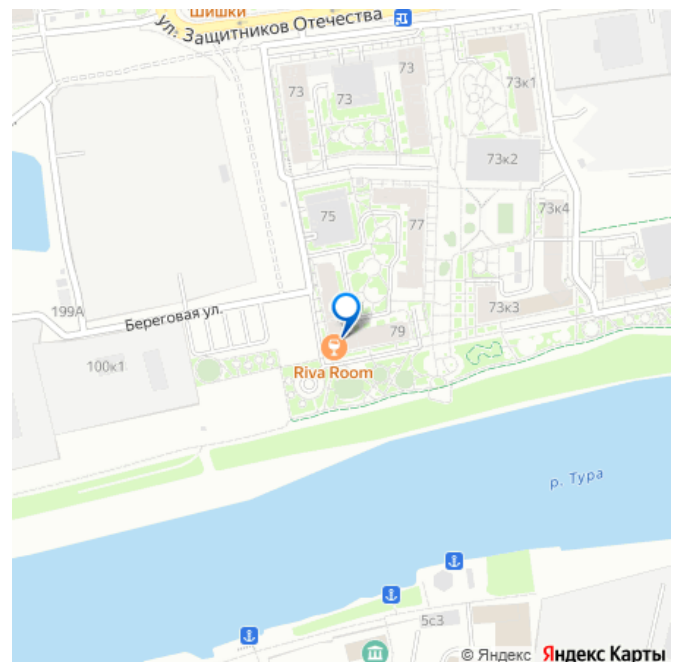 Шишки
ул. Защитников Отечества
73
73
73
73к1
73к2
75
77
73к4
199А
Береговая ул.
79
73к3
100к1
Riva Room
р. Тура
5с3
© Яндекс Яндекс Карты